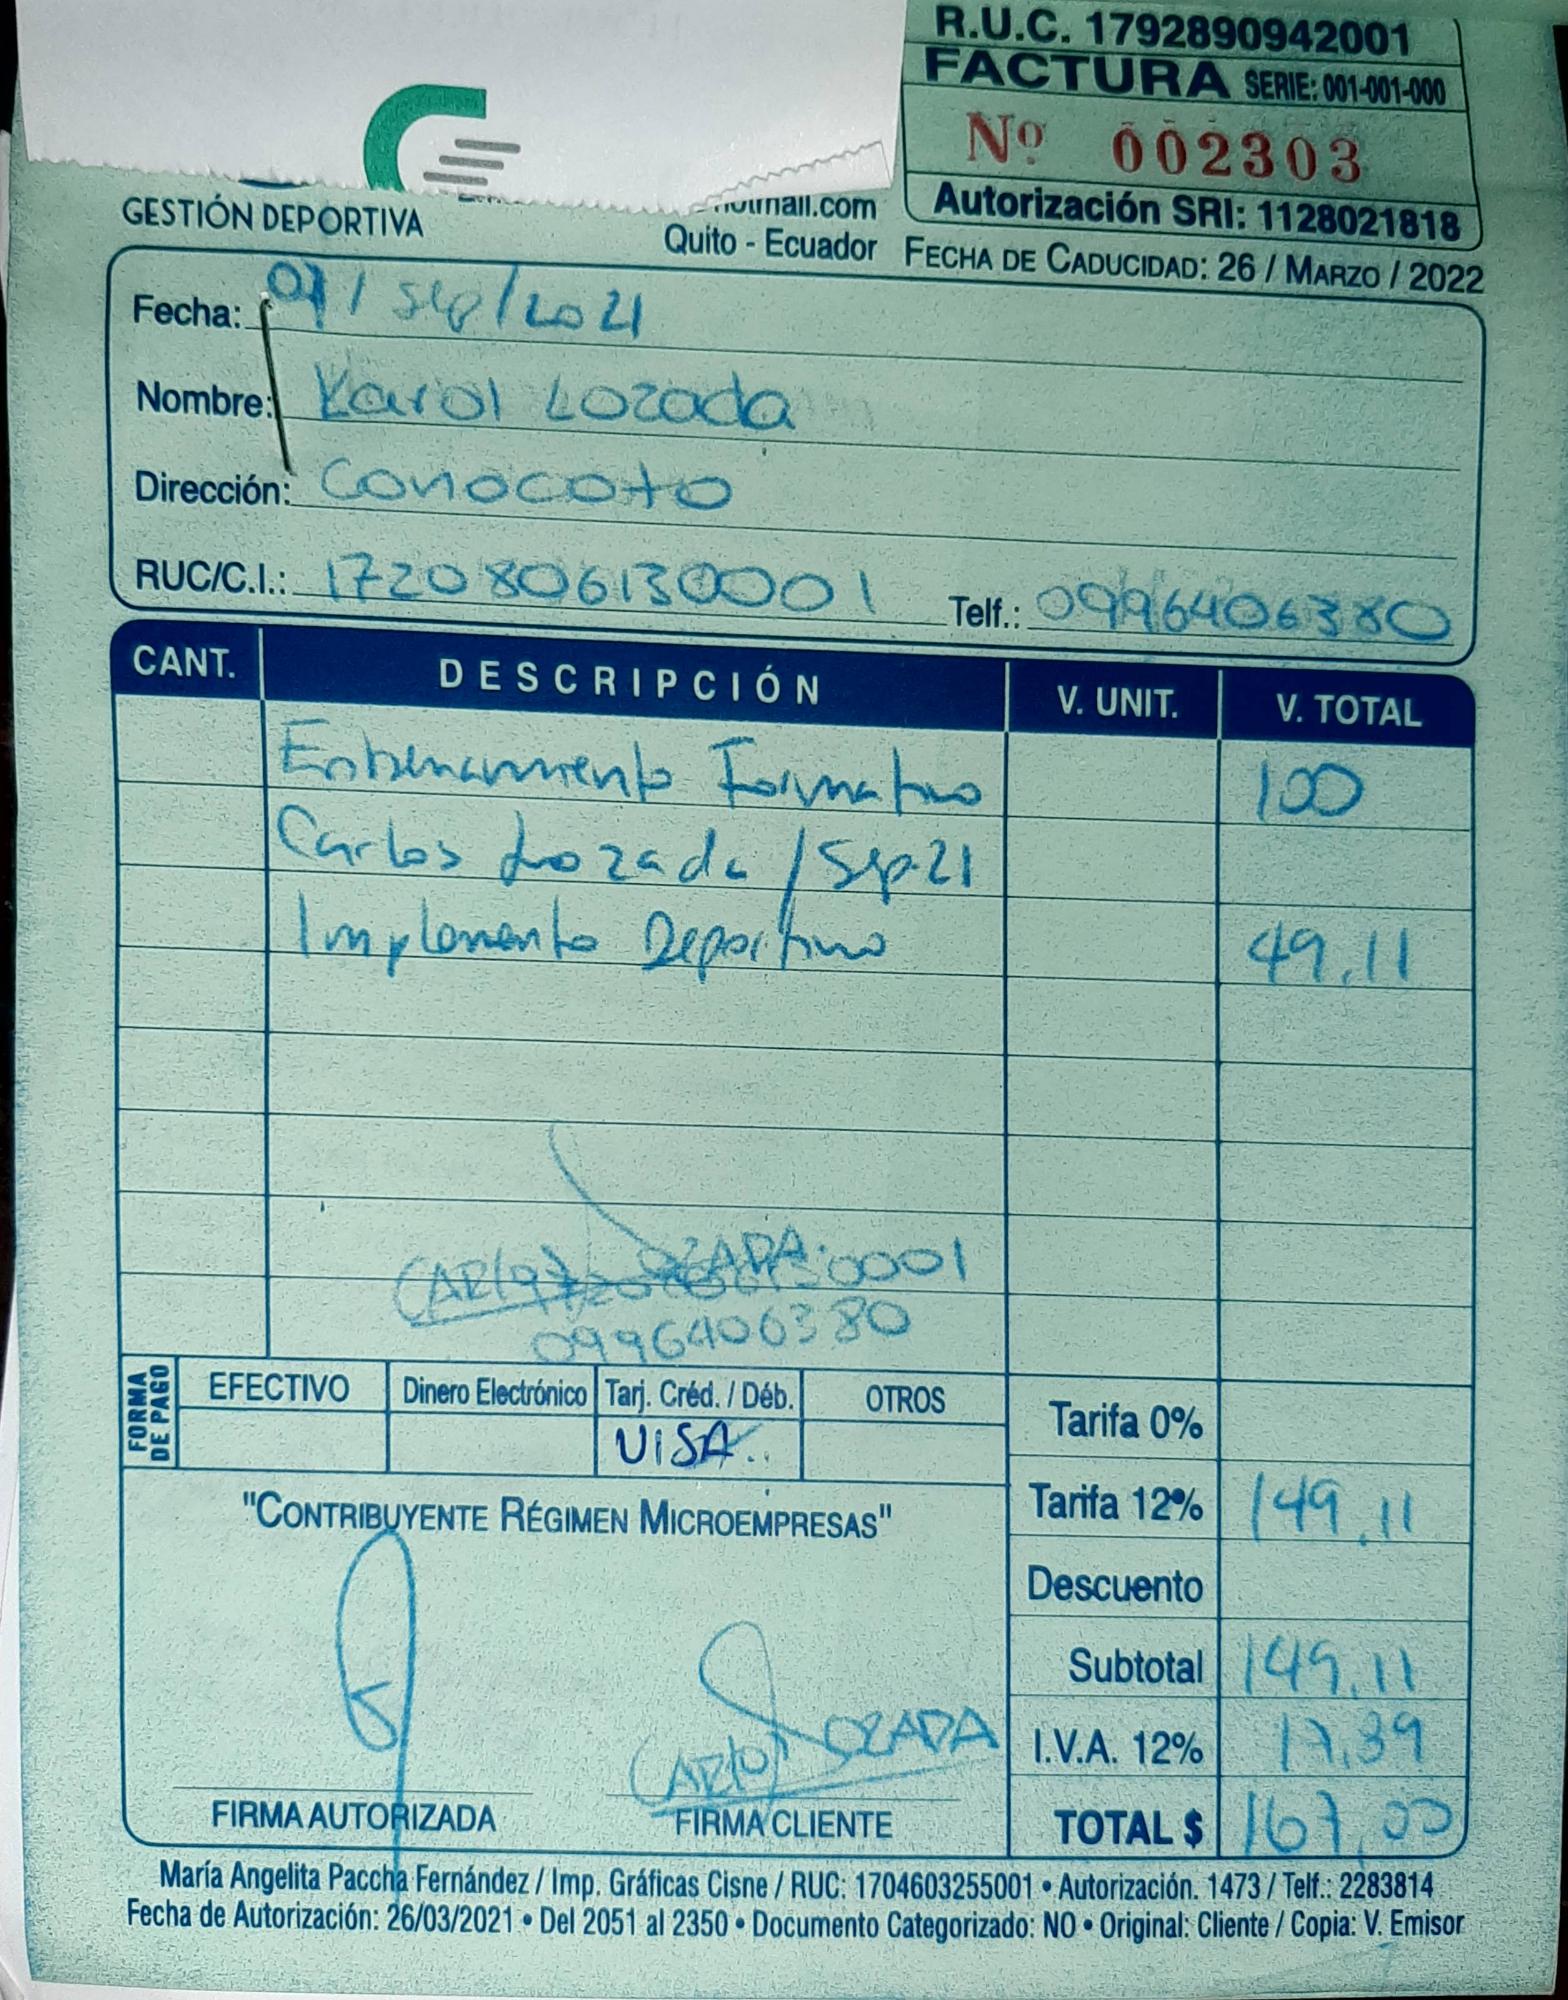 R.U.C. 1792890942001
FACTURA SERIE: 001-001-000
Nº 002303
Autorización SRI: 1128021818
GESTIÓN DEPORTIVA
hotmail.com
Quito - Ecuador FECHA DE CADUCIDAD: 26 / MARZO / 2022
Fecha: /Sep/2021
Nombre: Karol Lozada
Dirección: Conocoto
RUC/C.I.: 1720806130001 Telf.: 0996406380
CANT. DESCRIPCIÓN V. UNIT. V. TOTAL
Entrenamiento Formativo 100
Carlos Lozada / Sep. 21
Implemento Deportivo 49,11
CARLOS LOZADA 0001
0996406380
FORMA DE PAGO EFECTIVO Dinero Electrónico Tarj. Créd. / Déb. OTROS
VISA.
Tarifa 0%
Tarifa 12% 149,11
"CONTRIBUYENTE RÉGIMEN MICROEMPRESAS"
Descuento
Subtotal 149,11
I.V.A. 12% 17,89
TOTAL $ 167,00
CARLOS LOZADA
FIRMA AUTORIZADA FIRMA CLIENTE
María Angelita Paccha Fernández / Imp. Gráficas Cisne / RUC: 1704603255001 • Autorización. 1473 / Telf.: 2283814
Fecha de Autorización: 26/03/2021 • Del 2051 al 2350 • Documento Categorizado: NO • Original: Cliente / Copia: V. Emisor